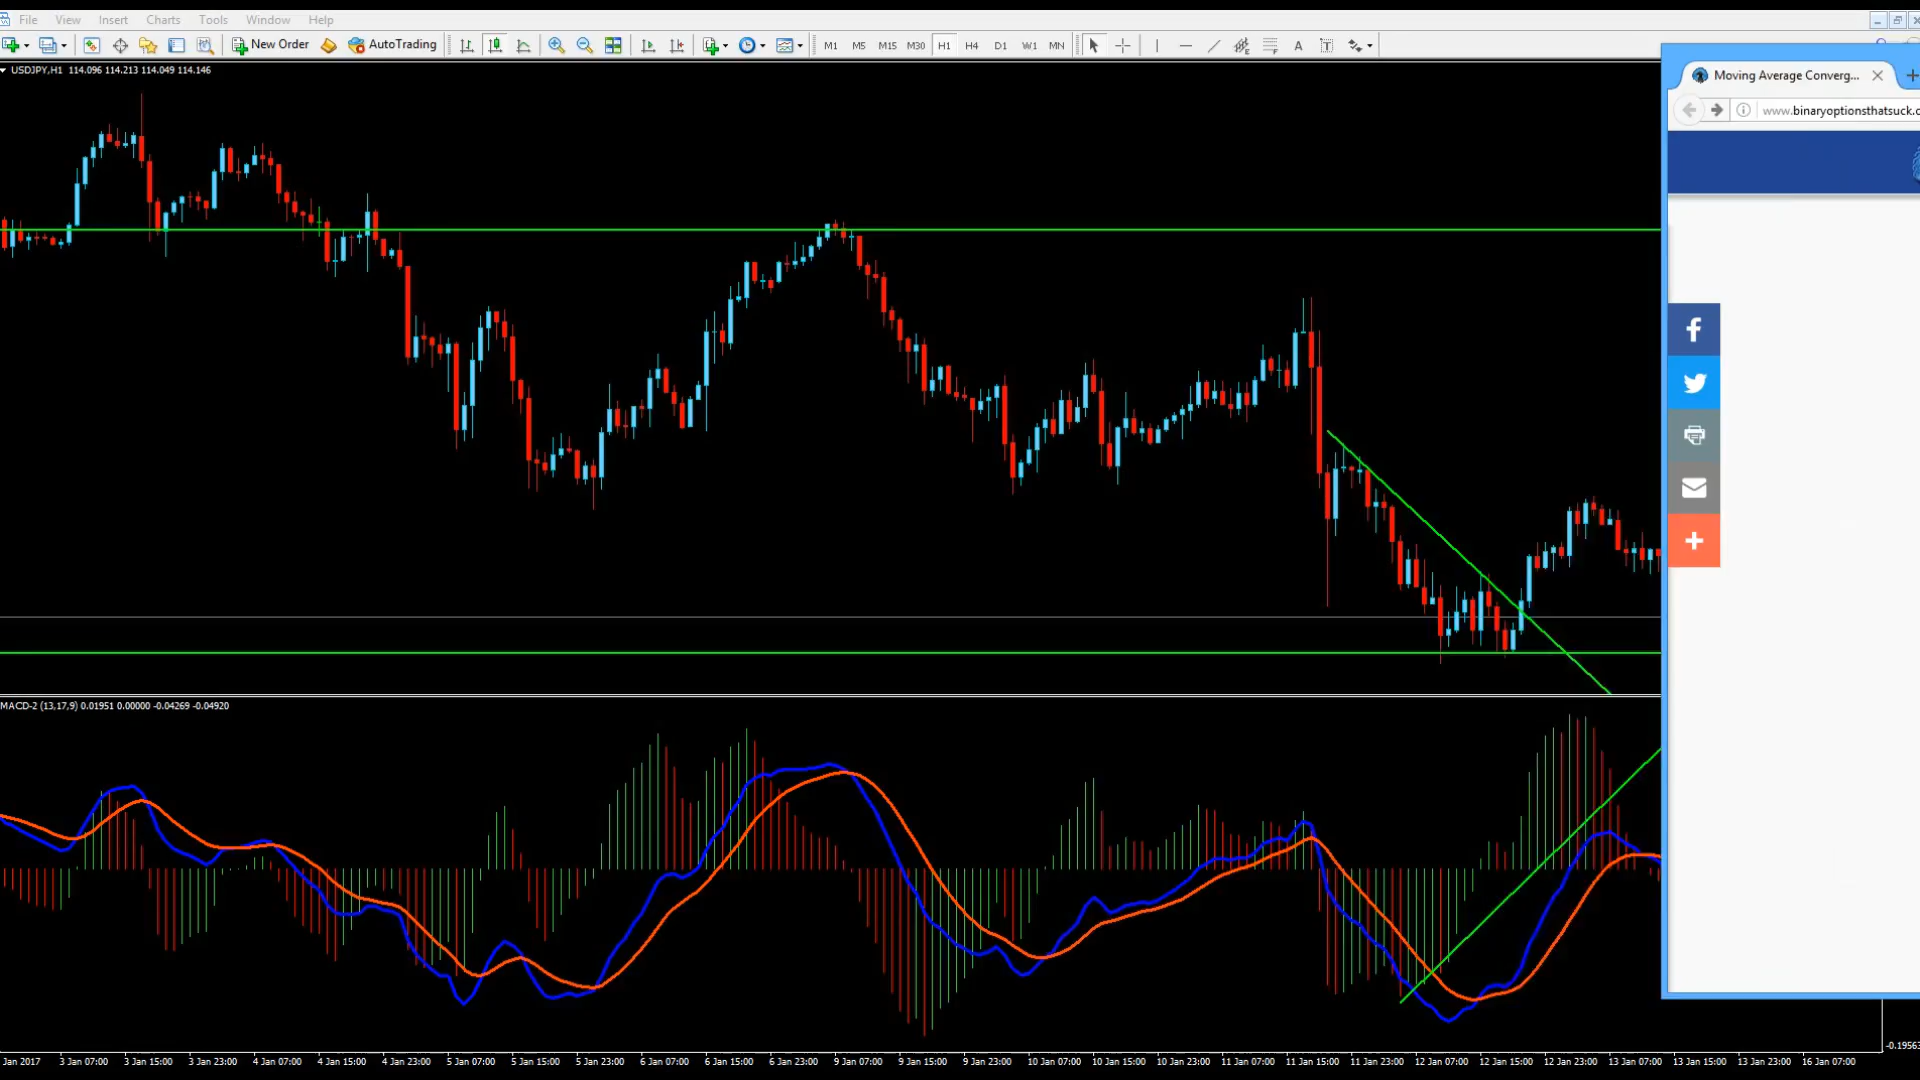 File View Insert Charts Tools Window Help
New Order AutoTrading M1 M5 M15 M30 H1 H4 D1 W1 MN A T
USDJPY,H1 114.096 114.213 114.049 114.146
Moving Average Converg...
www.binaryoptionsthatsuck.c
MACD-2 (13,17,9) 0.01951 0.00000 -0.04269 -0.04920
-0.19563
Jan 2017 3 Jan 07:00 3 Jan 15:00 3 Jan 23:00 4 Jan 07:00 4 Jan 15:00 4 Jan 23:00 5 Jan 07:00 5 Jan 15:00 5 Jan 23:00 6 Jan 07:00 6 Jan 15:00 6 Jan 23:00 9 Jan 07:00 9 Jan 15:00 9 Jan 23:00 10 Jan 07:00 10 Jan 15:00 10 Jan 23:00 11 Jan 07:00 11 Jan 15:00 11 Jan 23:00 12 Jan 07:00 12 Jan 15:00 12 Jan 23:00 13 Jan 07:00 13 Jan 15:00 13 Jan 23:00 16 Jan 07:00